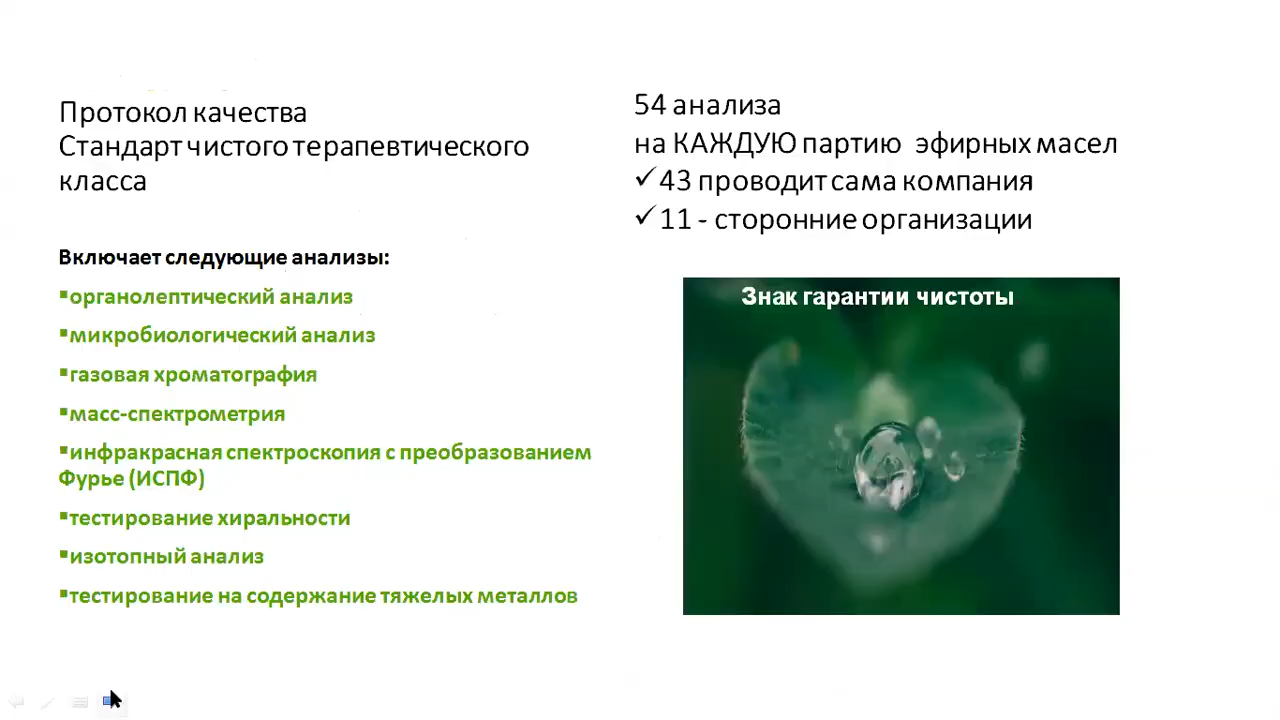 Протокол качества
Стандарт чистого терапевтического
класса
Включает следующие анализы:
▪органолептический анализ
▪микробиологический анализ
▪газовая хроматография
▪масс-спектрометрия
▪инфракрасная спектроскопия с преобразованием
Фурье (ИСПФ)
▪тестирование хиральности
▪изотопный анализ
▪тестирование на содержание тяжелых металлов
54 анализа
на КАЖДУЮ партию эфирных масел
✓43 проводит сама компания
✓11 - сторонние организации
Знак гарантии чистоты